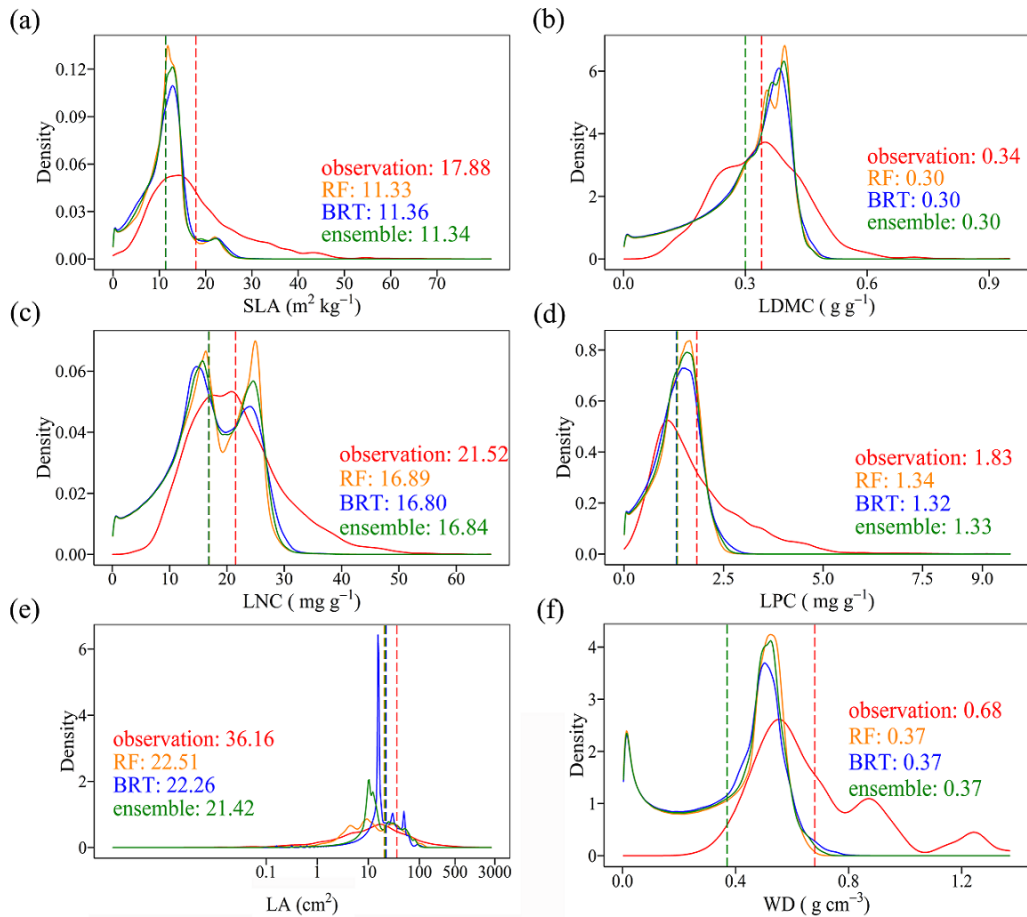 (a)
Density
0.12
0.09
0.06
0.03
0.00
observation: 17.88
RF: 11.33
BRT: 11.36
ensemble: 11.34
0 10 20 30 40 50 60 70
SLA (m² kg⁻¹)
(b)
Density
6
4
2
0
observation: 0.34
RF: 0.30
BRT: 0.30
ensemble: 0.30
0.0 0.3 0.6 0.9
LDMC ( g g⁻¹)
(c)
Density
0.06
0.04
0.02
0.00
observation: 21.52
RF: 16.89
BRT: 16.80
ensemble: 16.84
0 10 20 30 40 50 60
LNC ( mg g⁻¹)
(d)
Density
0.8
0.6
0.4
0.2
0.0
observation: 1.83
RF: 1.34
BRT: 1.32
ensemble: 1.33
0.0 2.5 5.0 7.5 9.0
LPC ( mg g⁻¹)
(e)
Density
6
4
2
0
observation: 36.16
RF: 22.51
BRT: 22.26
ensemble: 21.42
0.1 1 10 100 500 3000
LA (cm²)
(f)
Density
4
3
2
1
0
observation: 0.68
RF: 0.37
BRT: 0.37
ensemble: 0.37
0.0 0.4 0.8 1.2
WD ( g cm⁻³)